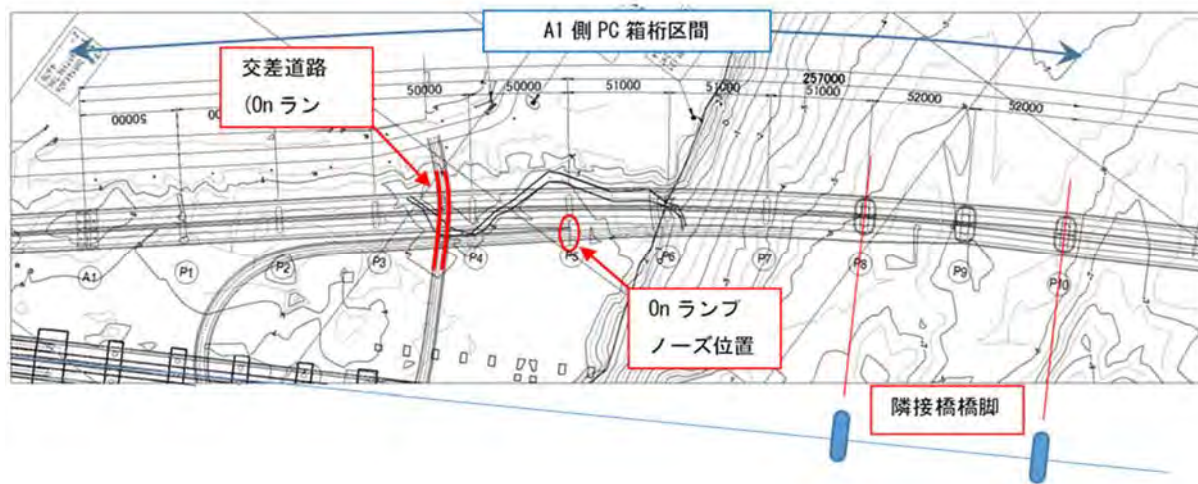 A1 側 PC 箱桁区間
交差道路
(On ラン
50000
50000
50000
51000
51000
257000
51000
52000
52000
A1
P1
P2
P3
P4
P5
P6
P7
P8
P9
P10
On ランプ
ノーズ位置
隣接橋橋脚